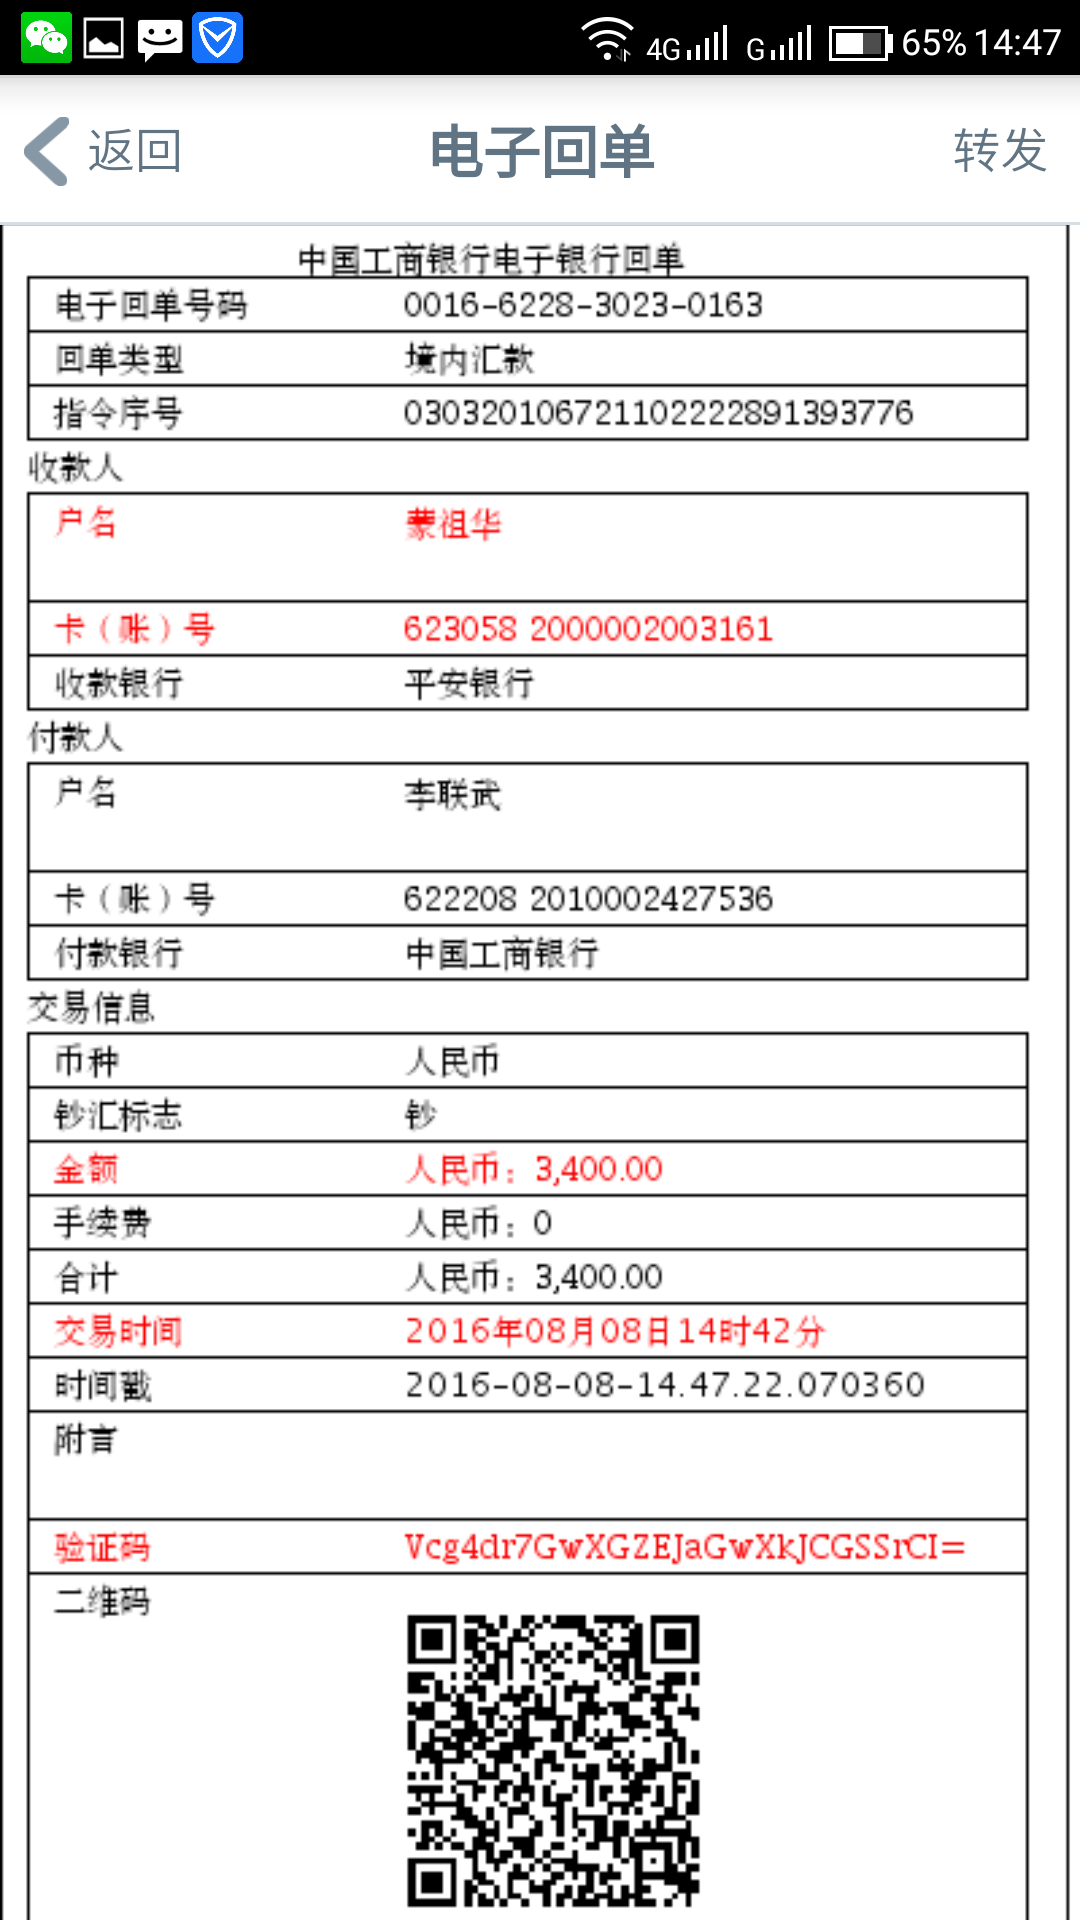 4G G 65% 14:47
返回 电子回单 转发
中国工商银行电子银行回单
电子回单号码 0016-6228-3023-0163
回单类型 境内汇款
指令序号 030320106721102222891393776
收款人
户名 蒙祖华
卡（账）号 623058 2000002003161
收款银行 平安银行
付款人
户名 李联武
卡（账）号 622208 2010002427536
付款银行 中国工商银行
交易信息
币种 人民币
钞汇标志 钞
金额 人民币：3,400.00
手续费 人民币：0
合计 人民币：3,400.00
交易时间 2016年08月08日14时42分
时间戳 2016-08-08-14.47.22.070360
附言
验证码 Vcg4dr7GwXGZEJaGwXkJCGSSrCI=
二维码